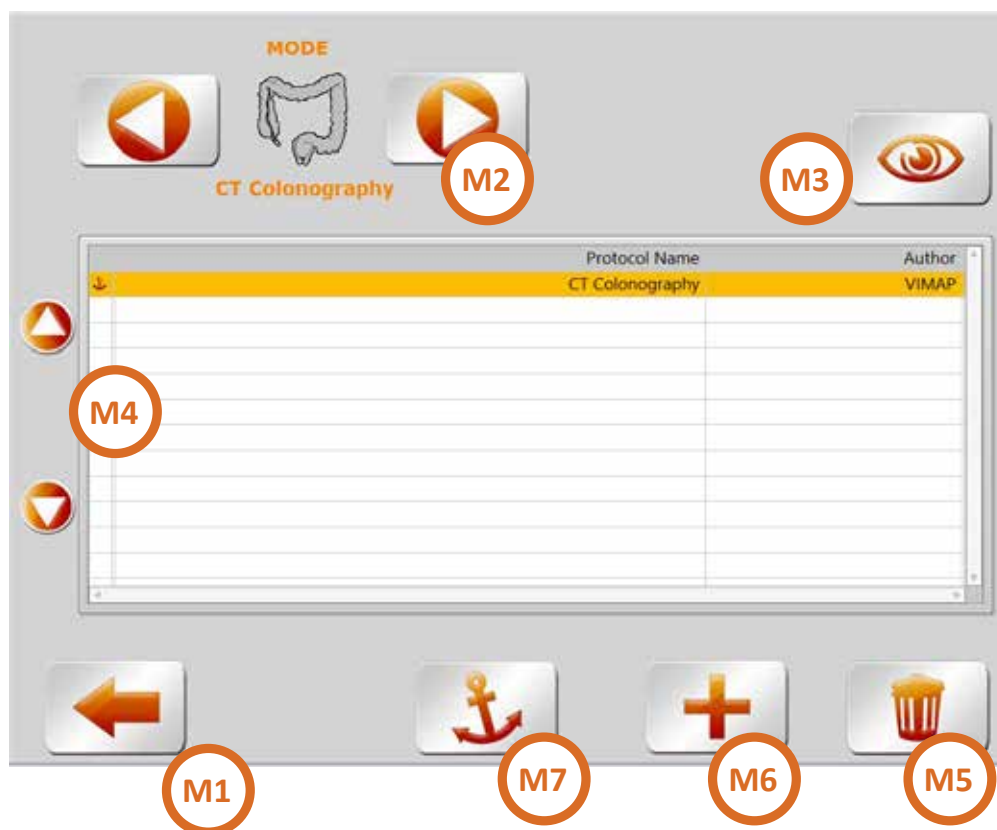 MODE
CT Colonography
M2
M3
Protocol Name Author
CT Colonography VIMAP
M4
M1
M7
M6
M5